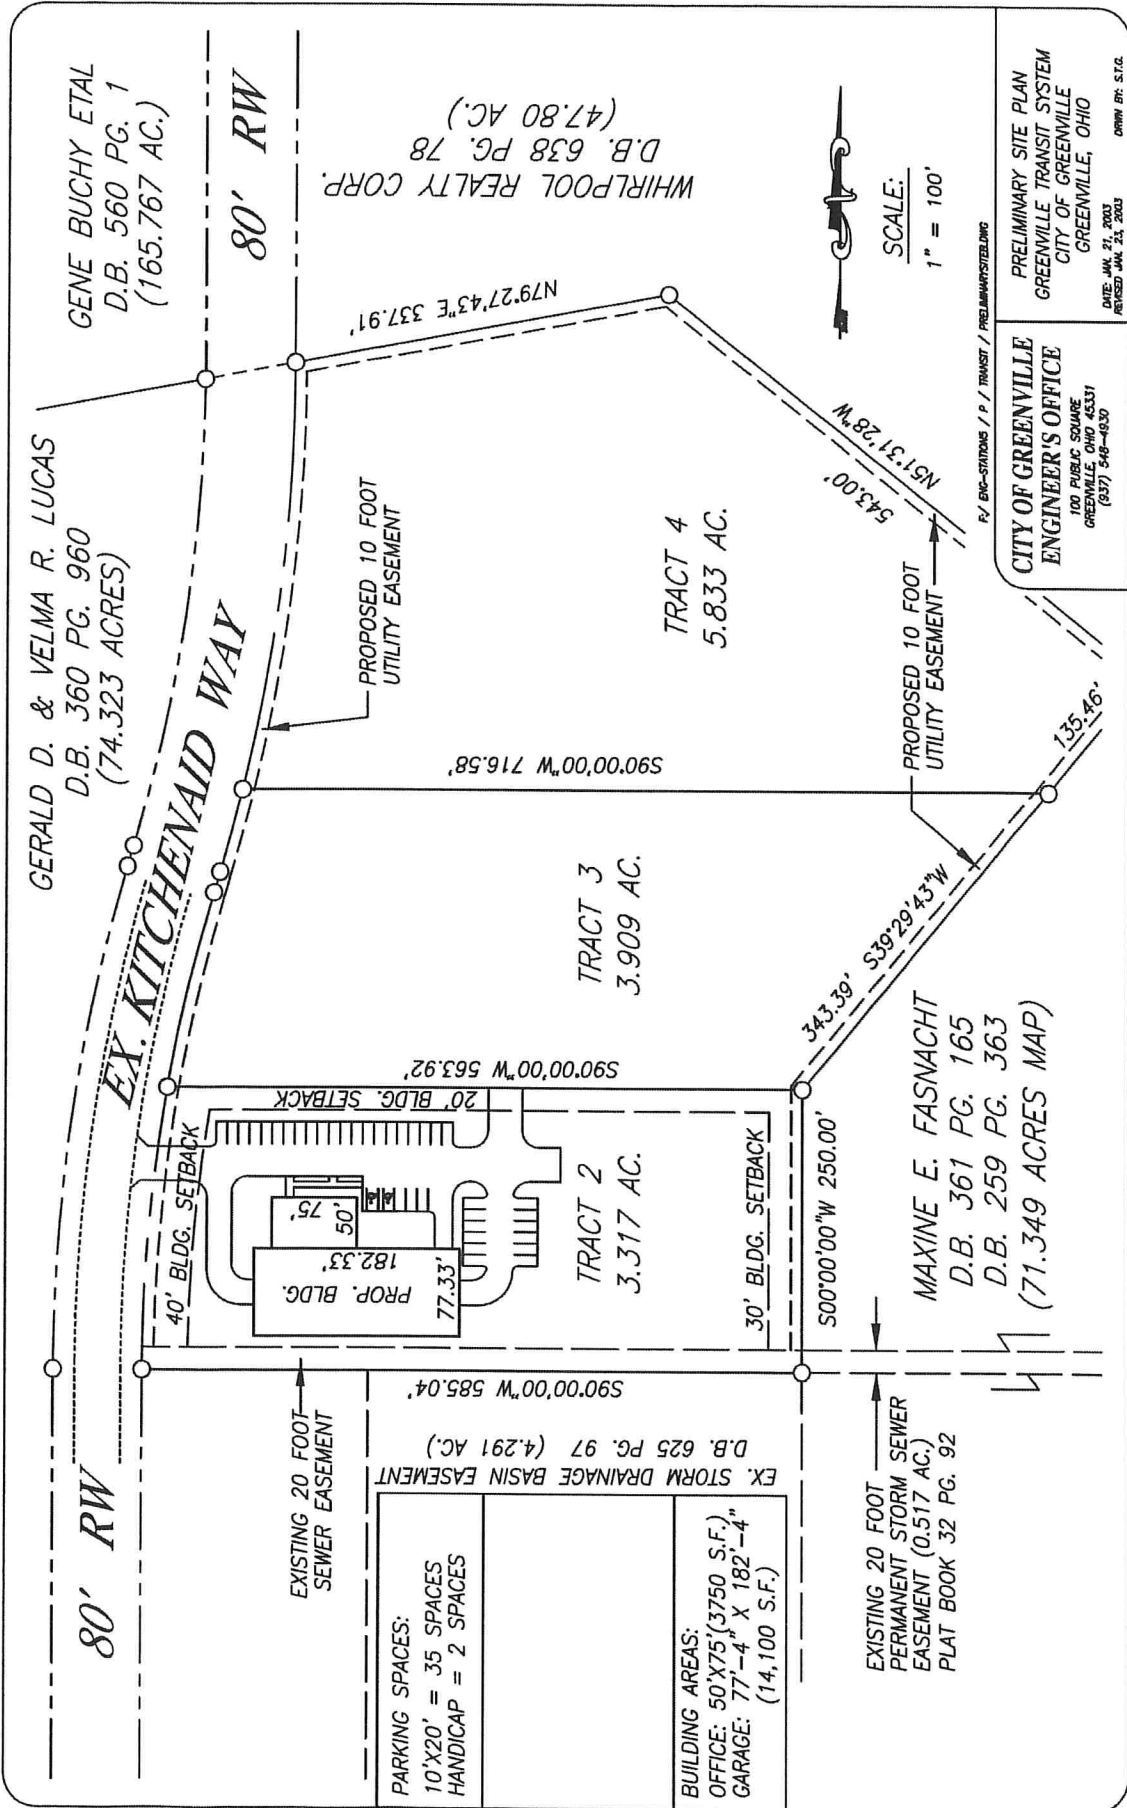 GENE BUCHY ETAL
D.B. 560 PG. 1
(165.767 AC.)
80' RW
WHIRLPOOL REALTY CORP.
D.B. 638 PG. 78
(47.80 AC.)
SCALE:
1" = 100'
GERALD D. & VELMA R. LUCAS
D.B. 360 PG. 960
(74.323 ACRES)
EX. KITCHENAID WAY
80' RW
N79°27'43"E 337.91'
N51°31'28"W
543.00'
PROPOSED 10 FOOT
UTILITY EASEMENT
TRACT 4
5.833 AC.
PROPOSED 10 FOOT
UTILITY EASEMENT
135.46'
S90°00'00"W 716.58'
TRACT 3
3.909 AC.
343.39' S39°29'43"W
S90°00'00"W 563.92'
20' BLDG. SETBACK
40' BLDG. SETBACK
75'
50'
182.33'
PROP. BLDG.
77.33'
TRACT 2
3.317 AC.
30' BLDG. SETBACK
S00°00'00"W 250.00'
MAXINE E. FASNACHT
D.B. 361 PG. 165
D.B. 259 PG. 363
(71.349 ACRES MAP)
S90°00'00"W 585.04'
EXISTING 20 FOOT
SEWER EASEMENT
EX. STORM DRAINAGE BASIN EASEMENT
D.B. 625 PG. 97 (4.291 AC.)
EXISTING 20 FOOT
PERMANENT STORM SEWER
EASEMENT (0.517 AC.)
PLAT BOOK 32 PG. 92
PARKING SPACES:
10'X20' = 35 SPACES
HANDICAP = 2 SPACES
BUILDING AREAS:
OFFICE: 50'X75'(3750 S.F.)
GARAGE: 77'-4" X 182'-4"
(14,100 S.F.)
F:/ ENG-STATIONS / P / TRANSIT / PRELIMINARYSITEB.DWG
CITY OF GREENVILLE
ENGINEER'S OFFICE
100 PUBLIC SQUARE
GREENVILLE, OHIO 45331
(937) 548-4930
PRELIMINARY SITE PLAN
GREENVILLE TRANSIT SYSTEM
CITY OF GREENVILLE
GREENVILLE, OHIO
DATE: JAN. 21, 2003
REVISED JAN. 23, 2003
DRWN BY: S.T.G.